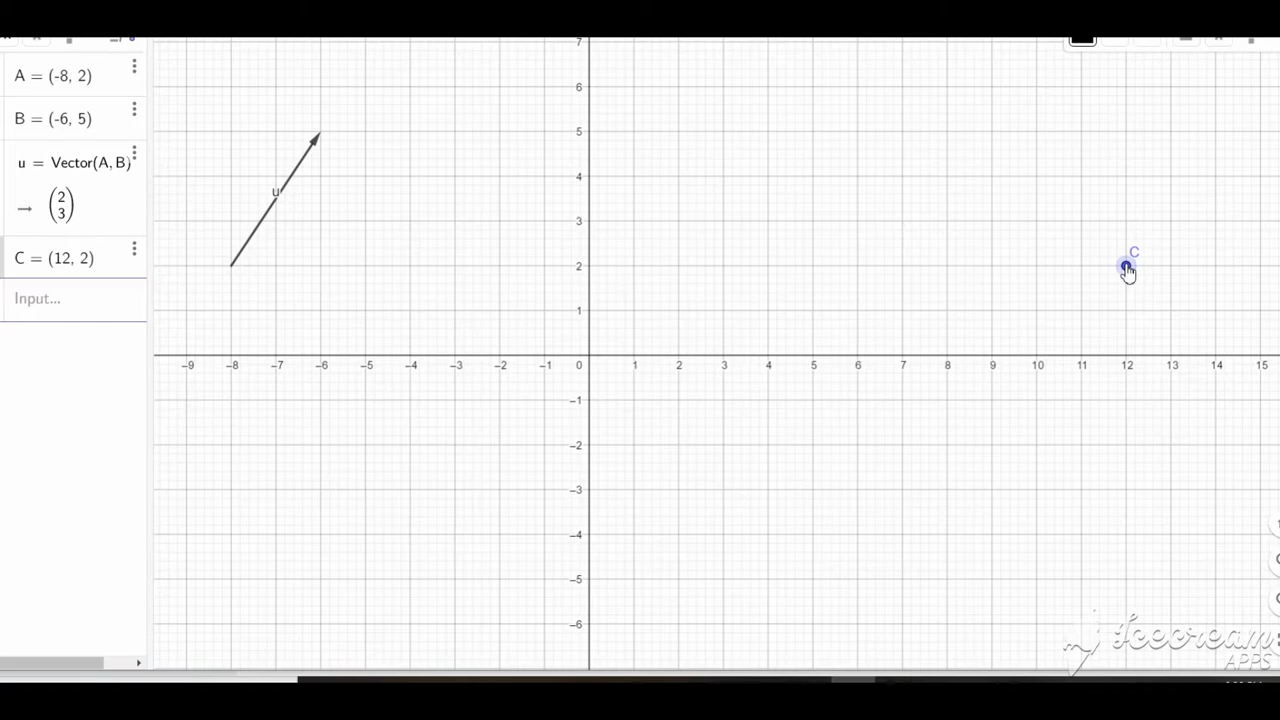 A = (-8, 2)
B = (-6, 5)
u = Vector(A, B)
→ (2
3)
C = (12, 2)
Input...
u
C
7
6
5
4
3
2
1
−9 −8 −7 −6 −5 −4 −3 −2 −1 0 1 2 3 4 5 6 7 8 9 10 11 12 13 14 15
−1
−2
−3
−4
−5
−6
Icecream
APPS